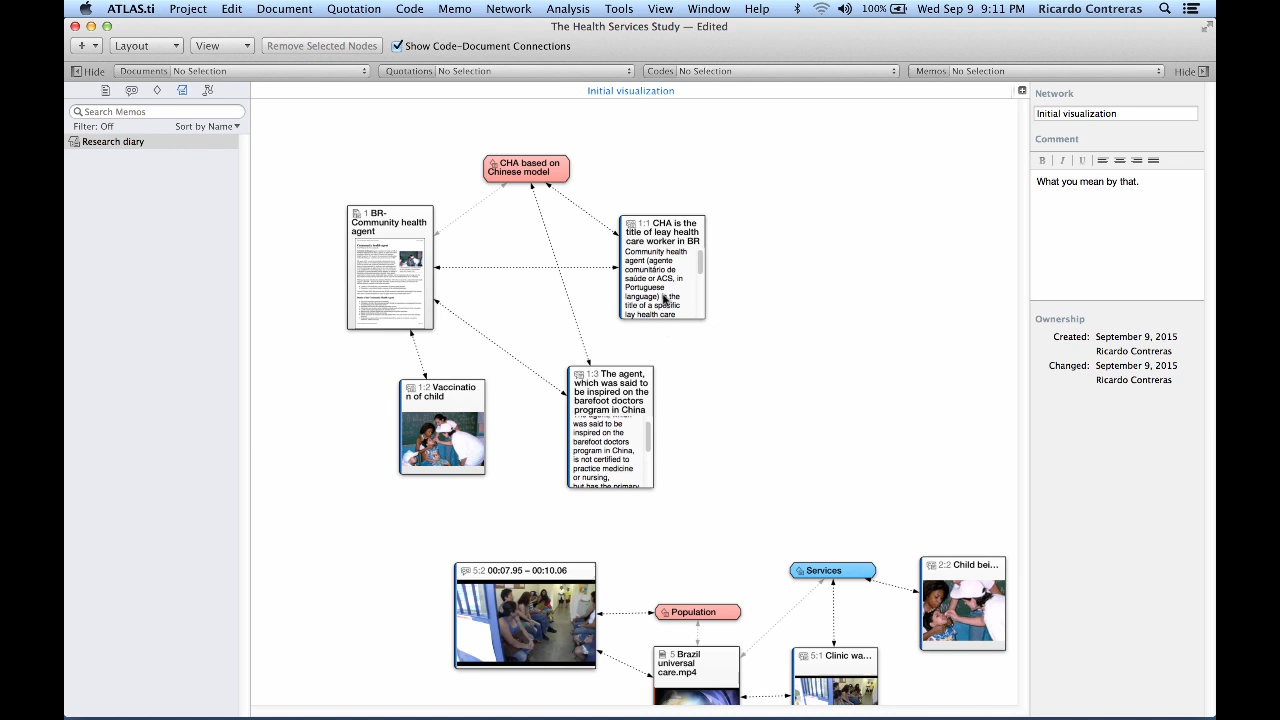 ATLAS.ti Project Edit Document Quotation Code Memo Network Analysis Tools View Window Help 100% Wed Sep 9 9:11 PM Ricardo Contreras
The Health Services Study — Edited
Layout View Remove Selected Nodes Show Code-Document Connections
Hide Documents No Selection Quotations No Selection Codes No Selection Memos No Selection Hide
Initial visualization
Search Memos
Filter: Off Sort by Name
Research diary
CHA based on
Chinese model
1 BR-
Community health
agent
1:1 CHA is the
title of leay health
care worker in BR
Community health
agent (agente
comunitário de
saúde or ACS, in
Portuguese
language) is the
title of a specific
lay health care
1:2 Vaccinatio
n of child
1:3 The agent,
which was said to
be inspired on the
barefoot doctors
program in China
The agent, which
was said to be
inspired on the
barefoot doctors
program in China,
is not certified to
practice medicine
or nursing,
but has the primary
5:2 00:07.95 – 00:10.06
Population
Services
2:2 Child bei...
5 Brazil
universal
care.mp4
5:1 Clinic wa...
Network
Initial visualization
Comment
B I U
What you mean by that.
Ownership
Created: September 9, 2015
Ricardo Contreras
Changed: September 9, 2015
Ricardo Contreras